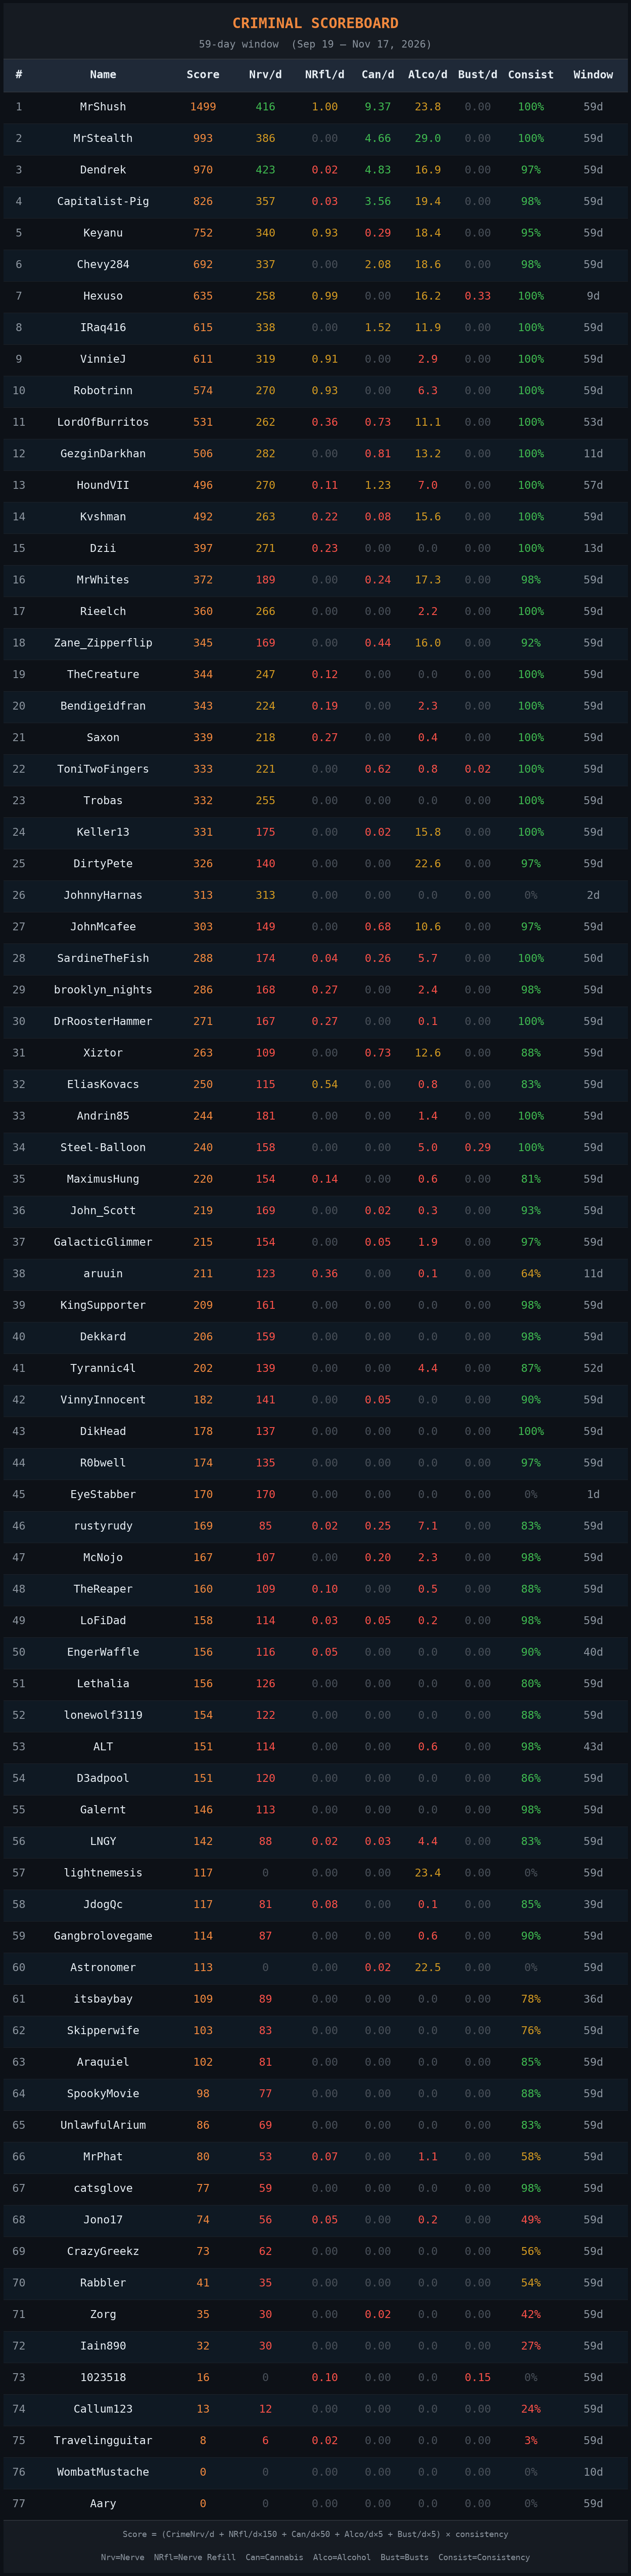 CRIMINAL SCOREBOARD
59-day window (Sep 19 – Nov 17, 2026)
# Name Score Nrv/d NRfl/d Can/d Alco/d Bust/d Consist Window
1 MrShush 1499 416 1.00 9.37 23.8 0.00 100% 59d
2 MrStealth 993 386 0.00 4.66 29.0 0.00 100% 59d
3 Dendrek 970 423 0.02 4.83 16.9 0.00 97% 59d
4 Capitalist-Pig 826 357 0.03 3.56 19.4 0.00 98% 59d
5 Keyanu 752 340 0.93 0.29 18.4 0.00 95% 59d
6 Chevy284 692 337 0.00 2.08 18.6 0.00 98% 59d
7 Hexuso 635 258 0.99 0.00 16.2 0.33 100% 9d
8 IRaq416 615 338 0.00 1.52 11.9 0.00 100% 59d
9 VinnieJ 611 319 0.91 0.00 2.9 0.00 100% 59d
10 Robotrinn 574 270 0.93 0.00 6.3 0.00 100% 59d
11 LordOfBurritos 531 262 0.36 0.73 11.1 0.00 100% 53d
12 GezginDarkhan 506 282 0.00 0.81 13.2 0.00 100% 11d
13 HoundVII 496 270 0.11 1.23 7.0 0.00 100% 57d
14 Kvshman 492 263 0.22 0.08 15.6 0.00 100% 59d
15 Dzii 397 271 0.23 0.00 0.0 0.00 100% 13d
16 MrWhites 372 189 0.00 0.24 17.3 0.00 98% 59d
17 Rieelch 360 266 0.00 0.00 2.2 0.00 100% 59d
18 Zane_Zipperflip 345 169 0.00 0.44 16.0 0.00 92% 59d
19 TheCreature 344 247 0.12 0.00 0.0 0.00 100% 59d
20 Bendigeidfran 343 224 0.19 0.00 2.3 0.00 100% 59d
21 Saxon 339 218 0.27 0.00 0.4 0.00 100% 59d
22 ToniTwoFingers 333 221 0.00 0.62 0.8 0.02 100% 59d
23 Trobas 332 255 0.00 0.00 0.0 0.00 100% 59d
24 Keller13 331 175 0.00 0.02 15.8 0.00 100% 59d
25 DirtyPete 326 140 0.00 0.00 22.6 0.00 97% 59d
26 JohnnyHarnas 313 313 0.00 0.00 0.0 0.00 0% 2d
27 JohnMcafee 303 149 0.00 0.68 10.6 0.00 97% 59d
28 SardineTheFish 288 174 0.04 0.26 5.7 0.00 100% 50d
29 brooklyn_nights 286 168 0.27 0.00 2.4 0.00 98% 59d
30 DrRoosterHammer 271 167 0.27 0.00 0.1 0.00 100% 59d
31 Xiztor 263 109 0.00 0.73 12.6 0.00 88% 59d
32 EliasKovacs 250 115 0.54 0.00 0.8 0.00 83% 59d
33 Andrin85 244 181 0.00 0.00 1.4 0.00 100% 59d
34 Steel-Balloon 240 158 0.00 0.00 5.0 0.29 100% 59d
35 MaximusHung 220 154 0.14 0.00 0.6 0.00 81% 59d
36 John_Scott 219 169 0.00 0.02 0.3 0.00 93% 59d
37 GalacticGlimmer 215 154 0.00 0.05 1.9 0.00 97% 59d
38 aruuin 211 123 0.36 0.00 0.1 0.00 64% 11d
39 KingSupporter 209 161 0.00 0.00 0.0 0.00 98% 59d
40 Dekkard 206 159 0.00 0.00 0.0 0.00 98% 59d
41 Tyrannic4l 202 139 0.00 0.00 4.4 0.00 87% 52d
42 VinnyInnocent 182 141 0.00 0.05 0.0 0.00 90% 59d
43 DikHead 178 137 0.00 0.00 0.0 0.00 100% 59d
44 R0bwell 174 135 0.00 0.00 0.0 0.00 97% 59d
45 EyeStabber 170 170 0.00 0.00 0.0 0.00 0% 1d
46 rustyrudy 169 85 0.02 0.25 7.1 0.00 83% 59d
47 McNojo 167 107 0.00 0.20 2.3 0.00 98% 59d
48 TheReaper 160 109 0.10 0.00 0.5 0.00 88% 59d
49 LoFiDad 158 114 0.03 0.05 0.2 0.00 98% 59d
50 EngerWaffle 156 116 0.05 0.00 0.0 0.00 90% 40d
51 Lethalia 156 126 0.00 0.00 0.0 0.00 80% 59d
52 lonewolf3119 154 122 0.00 0.00 0.0 0.00 88% 59d
53 ALT 151 114 0.00 0.00 0.6 0.00 98% 43d
54 D3adpool 151 120 0.00 0.00 0.0 0.00 86% 59d
55 Galernt 146 113 0.00 0.00 0.0 0.00 98% 59d
56 LNGY 142 88 0.02 0.03 4.4 0.00 83% 59d
57 lightnemesis 117 0 0.00 0.00 23.4 0.00 0% 59d
58 JdogQc 117 81 0.08 0.00 0.1 0.00 85% 39d
59 Gangbrolovegame 114 87 0.00 0.00 0.6 0.00 90% 59d
60 Astronomer 113 0 0.00 0.02 22.5 0.00 0% 59d
61 itsbaybay 109 89 0.00 0.00 0.0 0.00 78% 36d
62 Skipperwife 103 83 0.00 0.00 0.0 0.00 76% 59d
63 Araquiel 102 81 0.00 0.00 0.0 0.00 85% 59d
64 SpookyMovie 98 77 0.00 0.00 0.0 0.00 88% 59d
65 UnlawfulArium 86 69 0.00 0.00 0.0 0.00 83% 59d
66 MrPhat 80 53 0.07 0.00 1.1 0.00 58% 59d
67 catsglove 77 59 0.00 0.00 0.0 0.00 98% 59d
68 Jono17 74 56 0.05 0.00 0.2 0.00 49% 59d
69 CrazyGreekz 73 62 0.00 0.00 0.0 0.00 56% 59d
70 Rabbler 41 35 0.00 0.00 0.0 0.00 54% 59d
71 Zorg 35 30 0.00 0.02 0.0 0.00 42% 59d
72 Iain890 32 30 0.00 0.00 0.0 0.00 27% 59d
73 1023518 16 0 0.10 0.00 0.0 0.15 0% 59d
74 Callum123 13 12 0.00 0.00 0.0 0.00 24% 59d
75 Travelingguitar 8 6 0.02 0.00 0.0 0.00 3% 59d
76 WombatMustache 0 0 0.00 0.00 0.0 0.00 0% 10d
77 Aary 0 0 0.00 0.00 0.0 0.00 0% 59d
Score = (CrimeNrv/d + NRfl/d×150 + Can/d×50 + Alco/d×5 + Bust/d×5) × consistency
Nrv=Nerve NRfl=Nerve Refill Can=Cannabis Alco=Alcohol Bust=Busts Consist=Consistency